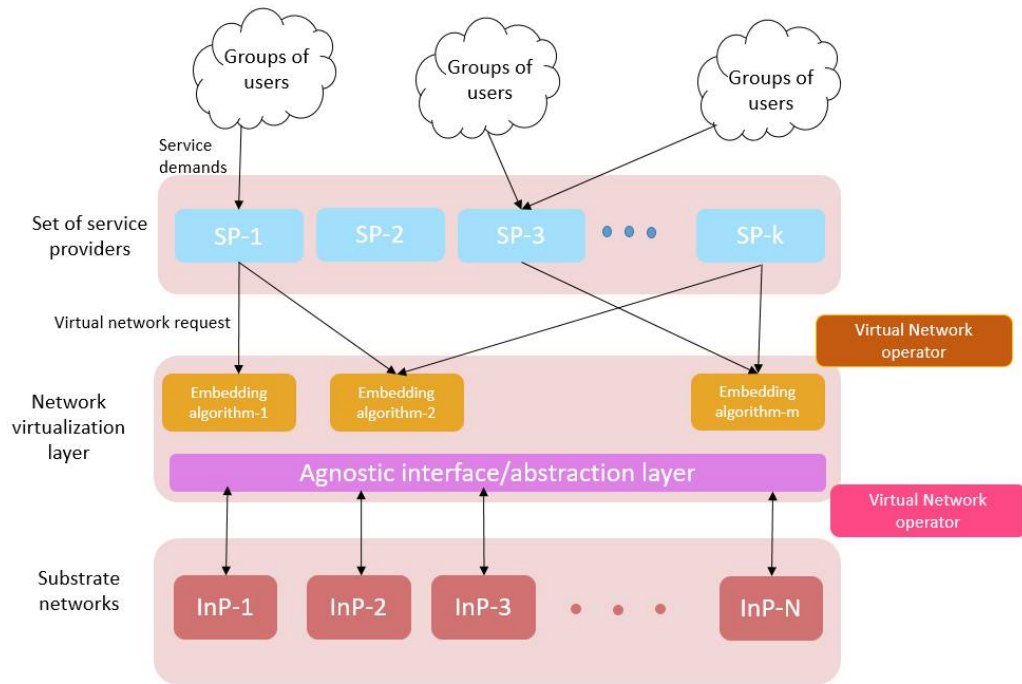 Groups of
users
Groups of
users
Groups of
users
Service
demands
Set of service
providers
SP-1
SP-2
SP-3
SP-k
Virtual network request
Virtual Network
operator
Network
virtualization
layer
Embedding
algorithm-1
Embedding
algorithm-2
Embedding
algorithm-m
Agnostic interface/abstraction layer
Virtual Network
operator
Substrate
networks
InP-1
InP-2
InP-3
InP-N